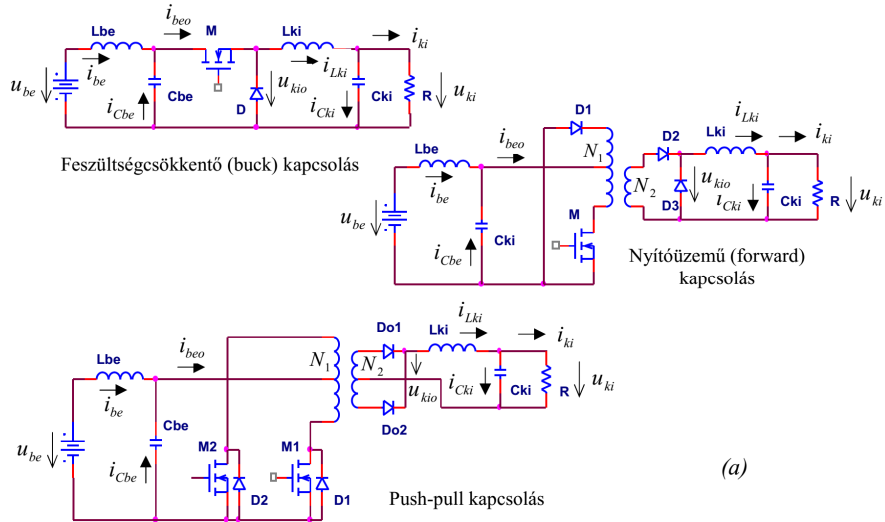 i_beo
M
Lbe
Lki
i_ki
i_be
i_Lki
u_be
i_Cbe
Cbe
D
u_kio
i_Cki
Cki
R
u_ki
Feszültségcsökkentő (buck) kapcsolás
D1
i_beo
Lbe
N_1
D2
Lki
i_Lki
i_ki
i_be
N_2
u_be
M
D3
u_kio
ı_Cki
Cki
R
u_ki
i_Cbe
Cki
Nyítóüzemű (forward)
kapcsolás
Do1
Lki
i_Lki
i_ki
i_beo
Lbe
N_1
N_2
i_be
u_kio
i_Cki
Cki
R
u_ki
Do2
Cbe
u_be
i_Cbe
M2
M1
D2
D1
(a)
Push-pull kapcsolás